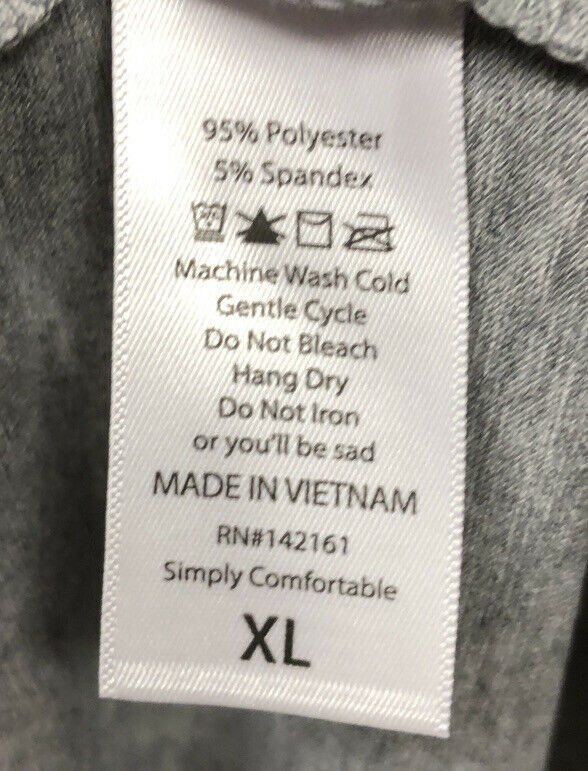 95% Polyester
5% Spandex
Machine Wash Cold
Gentle Cycle
Do Not Bleach
Hang Dry
Do Not Iron
or you'll be sad
MADE IN VIETNAM
RN#142161
Simply Comfortable
XL